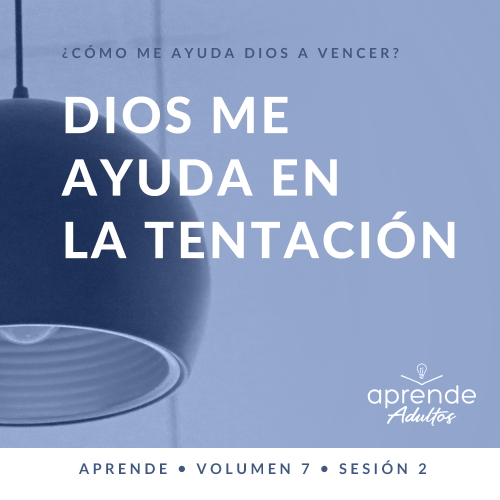 ¿CÓMO ME AYUDA DIOS A VENCER?
DIOS ME
AYUDA EN
LA TENTACIÓN
aprende
Adultos
APRENDE • VOLUMEN 7 • SESIÓN 2